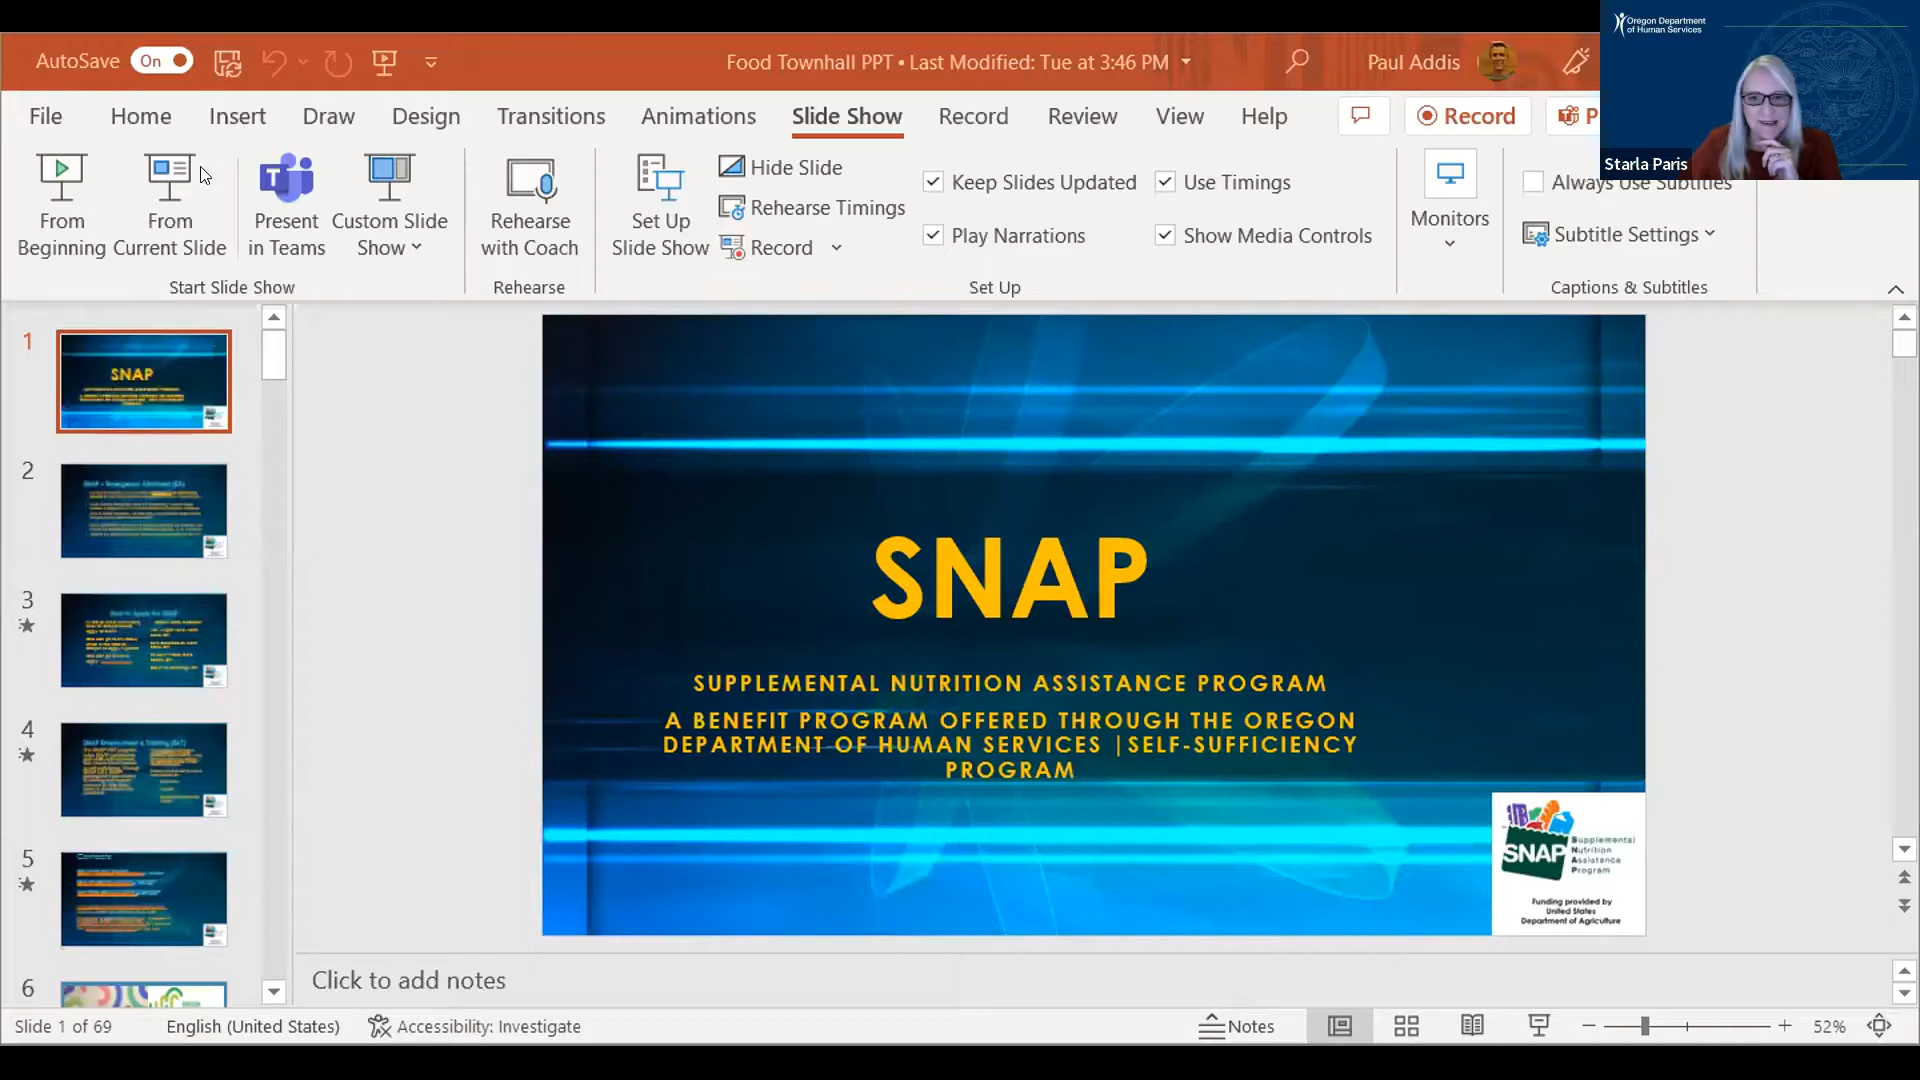 AutoSave On
Food Townhall PPT • Last Modified: Tue at 3:46 PM
Paul Addis
Oregon Department
of Human Services
Starla Paris
File Home Insert Draw Design Transitions Animations Slide Show Record Review View Help Record P
From
Beginning
From
Current Slide
Present
in Teams
Custom Slide
Show
Start Slide Show
Rehearse
with Coach
Rehearse
Set Up
Slide Show
Hide Slide
Rehearse Timings
Record
Keep Slides Updated
Play Narrations
Use Timings
Show Media Controls
Set Up
Monitors
Always Use Subtitles
Subtitle Settings
Captions & Subtitles
1
SNAP
2
3
4
5
Contacts
6
SNAP
SUPPLEMENTAL NUTRITION ASSISTANCE PROGRAM
A BENEFIT PROGRAM OFFERED THROUGH THE OREGON
DEPARTMENT OF HUMAN SERVICES |SELF-SUFFICIENCY
PROGRAM
SNAP
Supplemental
Nutrition
Assistance
Program
Funding provided by
United States
Department of Agriculture
Click to add notes
Slide 1 of 69 English (United States) Accessibility: Investigate Notes 52%